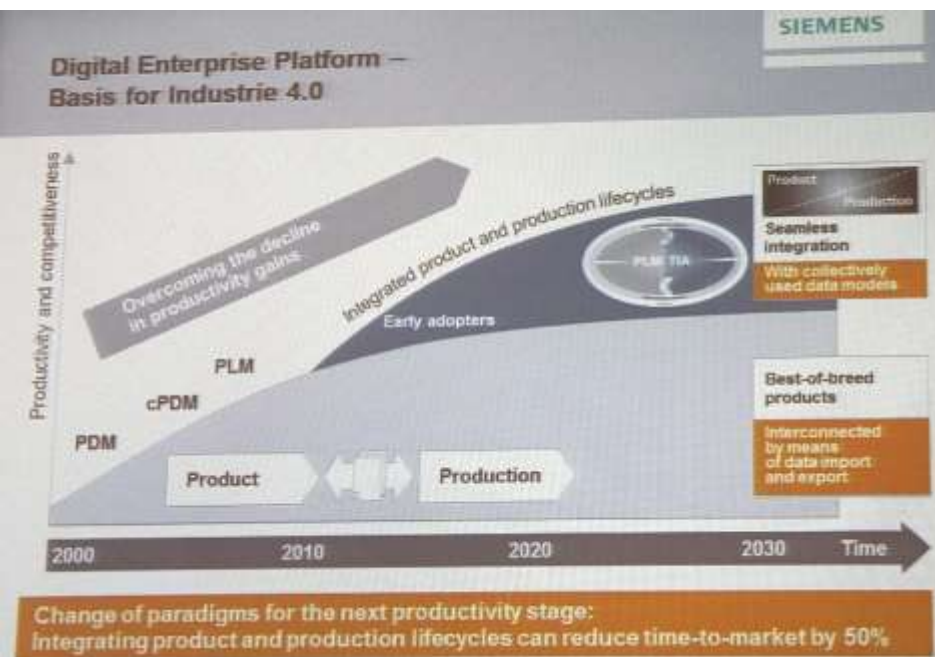 SIEMENS
Digital Enterprise Platform –
Basis for Industrie 4.0
Productivity and competitiveness
Overcoming the decline
in productivity gains
Integrated product and production lifecycles
Early adopters
PLM TIA
PLM
cPDM
PDM
Product
Production
Product
Production
Seamless
integration
With collectively
used data models
Best-of-breed
products
Interconnected
by means
of data import
and export
2000
2010
2020
2030
Time
Change of paradigms for the next productivity stage:
Integrating product and production lifecycles can reduce time-to-market by 50%